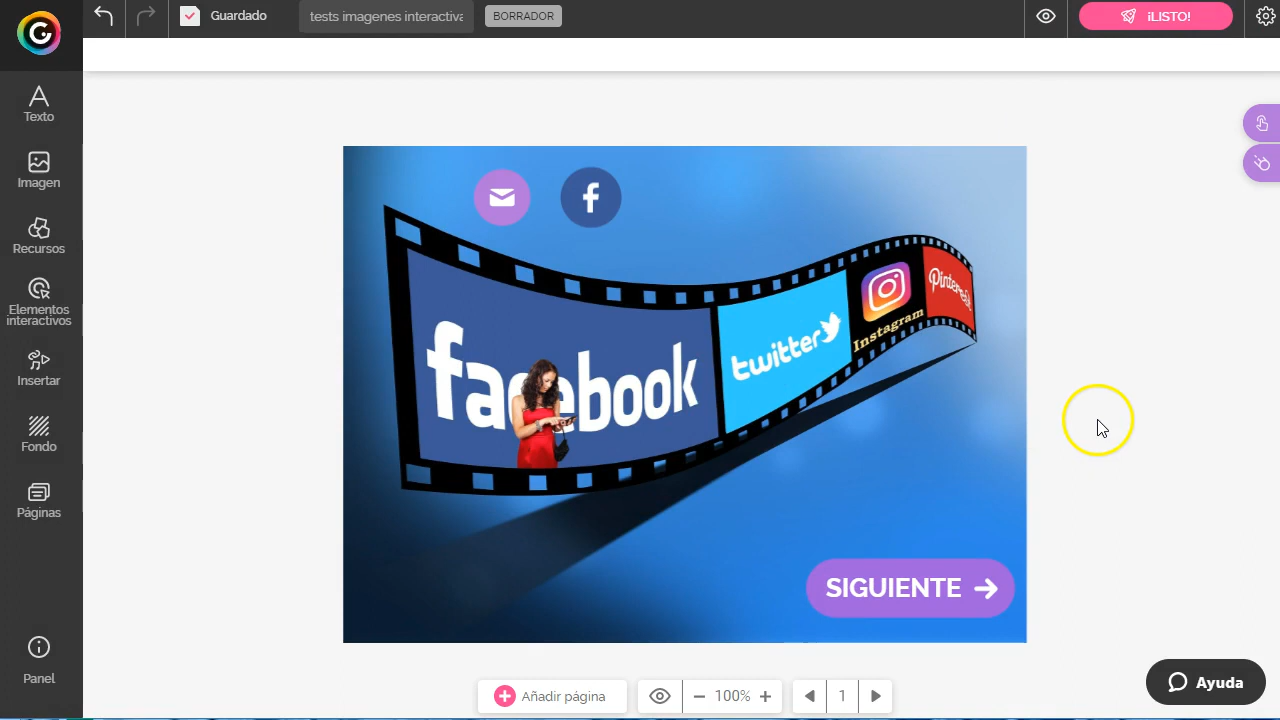 Guardado
tests imagenes interactiva
BORRADOR
¡LISTO!
Texto
Imagen
Recursos
Elementos
interactivos
Insertar
Fondo
Páginas
Panel
facebook
twitter
Instagram
Pinterest
SIGUIENTE
Añadir página
100%
1
Ayuda